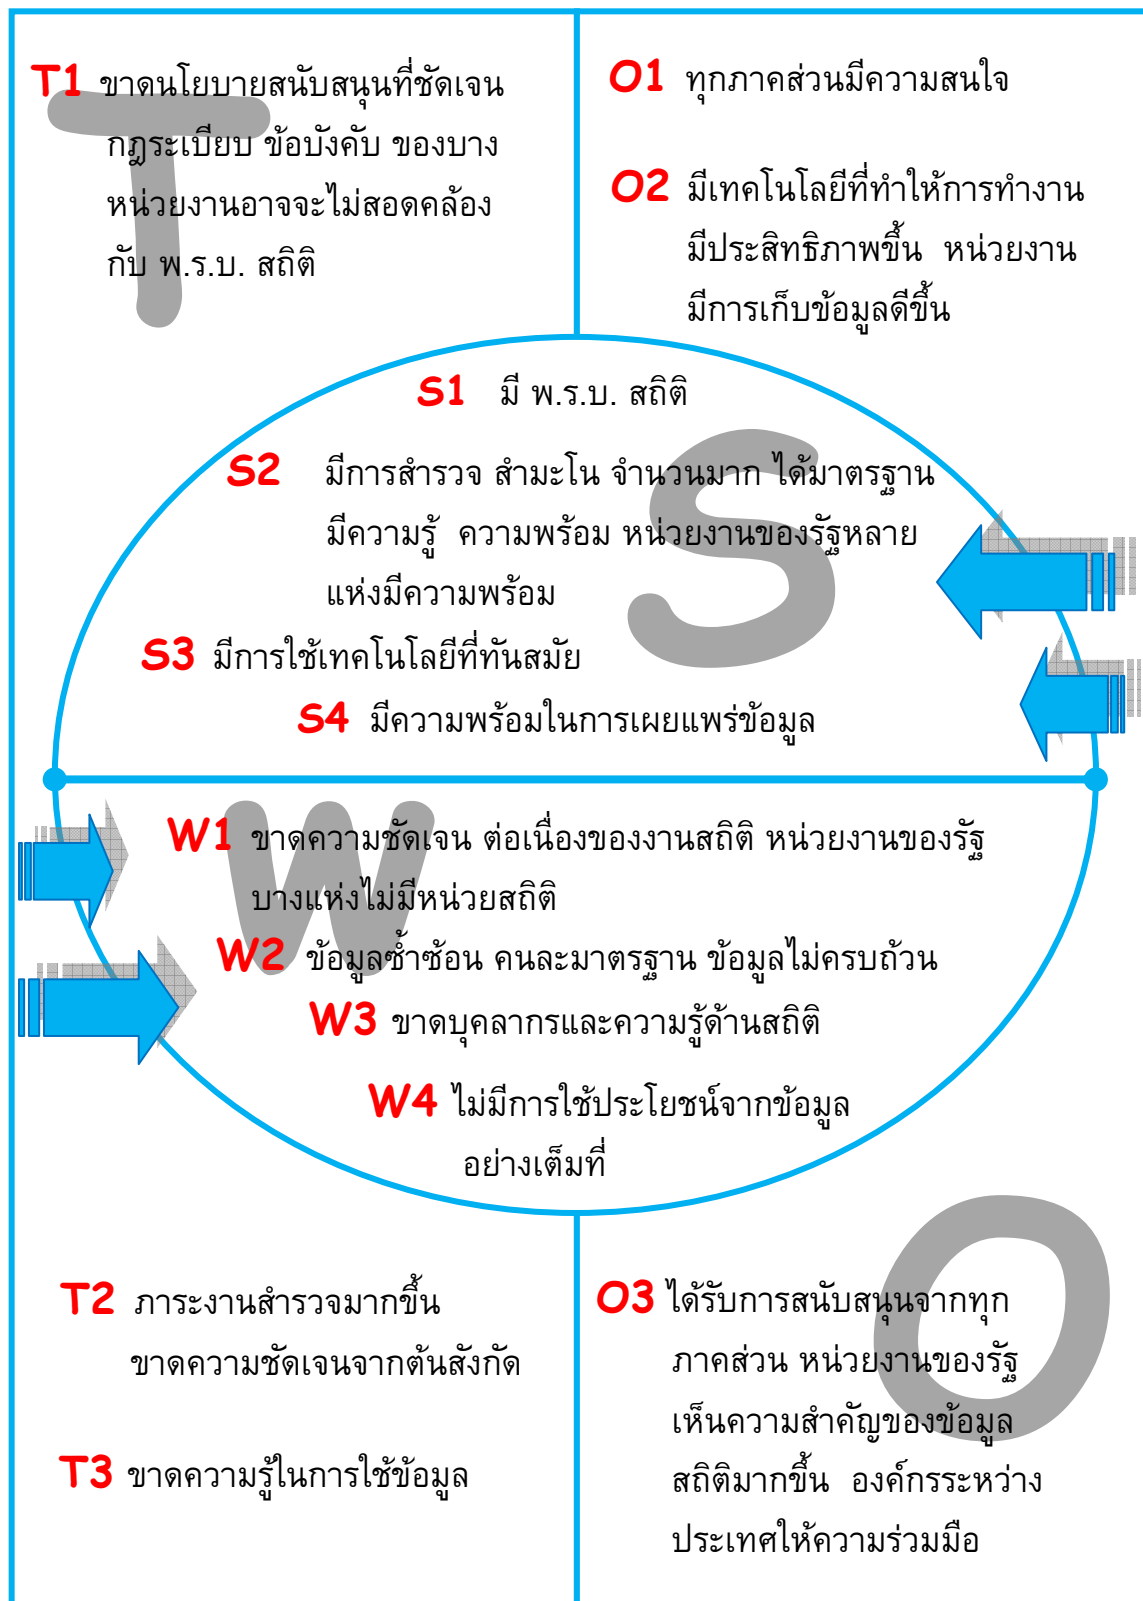 T1 ขาดนโยบายสนับสนุนที่ชัดเจน
กฎระเบียบ ข้อบังคับ ของบาง
หน่วยงานอาจจะไม่สอดคล้อง
กับ พ.ร.บ. สถิติ
T
O1 ทุกภาคส่วนมีความสนใจ
O2 มีเทคโนโลยีที่ทำให้การทำงาน
มีประสิทธิภาพขึ้น หน่วยงาน
มีการเก็บข้อมูลดีขึ้น
S1 มี พ.ร.บ. สถิติ
S2 มีการสำรวจ สำมะโน จำนวนมาก ได้มาตรฐาน
มีความรู้ ความพร้อม หน่วยงานของรัฐหลาย
แห่งมีความพร้อม
S
S3 มีการใช้เทคโนโลยีที่ทันสมัย
S4 มีความพร้อมในการเผยแพร่ข้อมูล
W1 ขาดความชัดเจน ต่อเนื่องของงานสถิติ หน่วยงานของรัฐ
บางแห่งไม่มีหน่วยสถิติ
W
W2 ข้อมูลซ้ำซ้อน คนละมาตรฐาน ข้อมูลไม่ครบถ้วน
W3 ขาดบุคลากรและความรู้ด้านสถิติ
W4 ไม่มีการใช้ประโยชน์จากข้อมูล
อย่างเต็มที่
T2 ภาระงานสำรวจมากขึ้น
ขาดความชัดเจนจากต้นสังกัด
T3 ขาดความรู้ในการใช้ข้อมูล
O3 ได้รับการสนับสนุนจากทุก
ภาคส่วน หน่วยงานของรัฐ
เห็นความสำคัญของข้อมูล
สถิติมากขึ้น องค์กรระหว่าง
ประเทศให้ความร่วมมือ
O